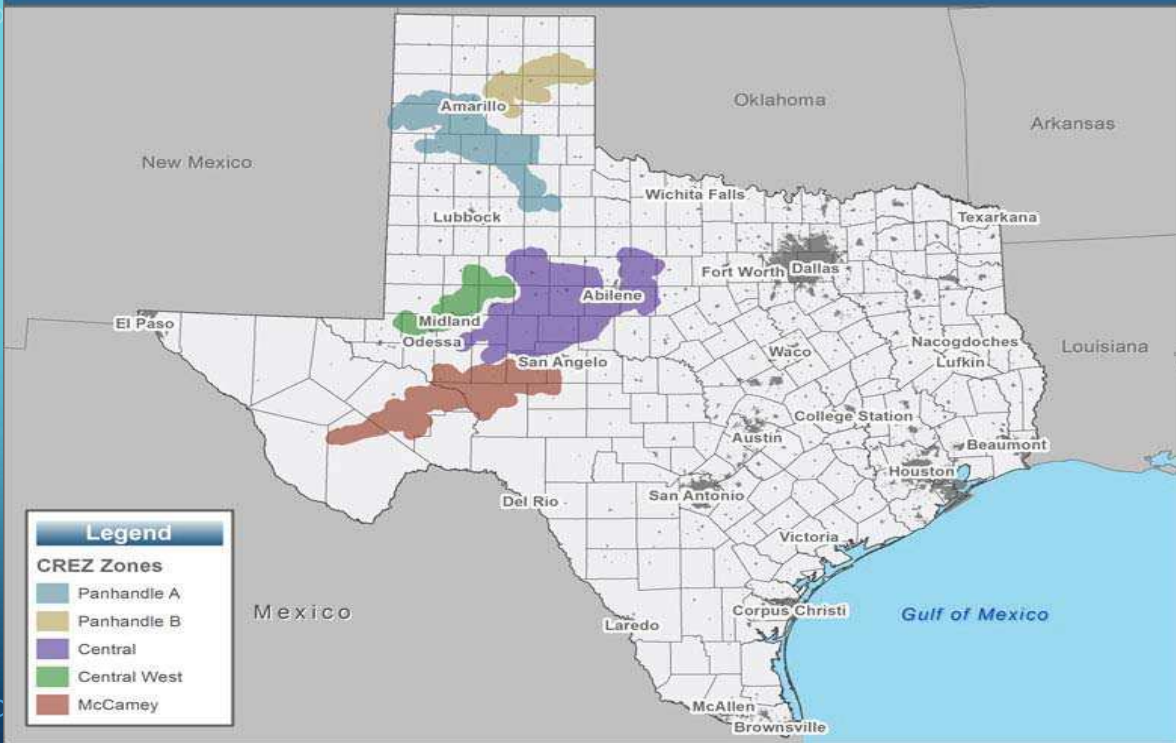 Oklahoma
Amarillo
Arkansas
New Mexico
Wichita Falls
Lubbock
Texarkana
Fort Worth
Dallas
Abilene
El Paso
Midland
Odessa
Nacogdoches
Louisiana
Waco
San Angelo
Lufkin
College Station
Austin
Beaumont
Houston
San Antonio
Del Rio
Victoria
Legend
CREZ Zones
Panhandle A
Panhandle B
Central
Central West
McCamey
Mexico
Corpus Christi
Gulf of Mexico
Laredo
McAllen
Brownsville